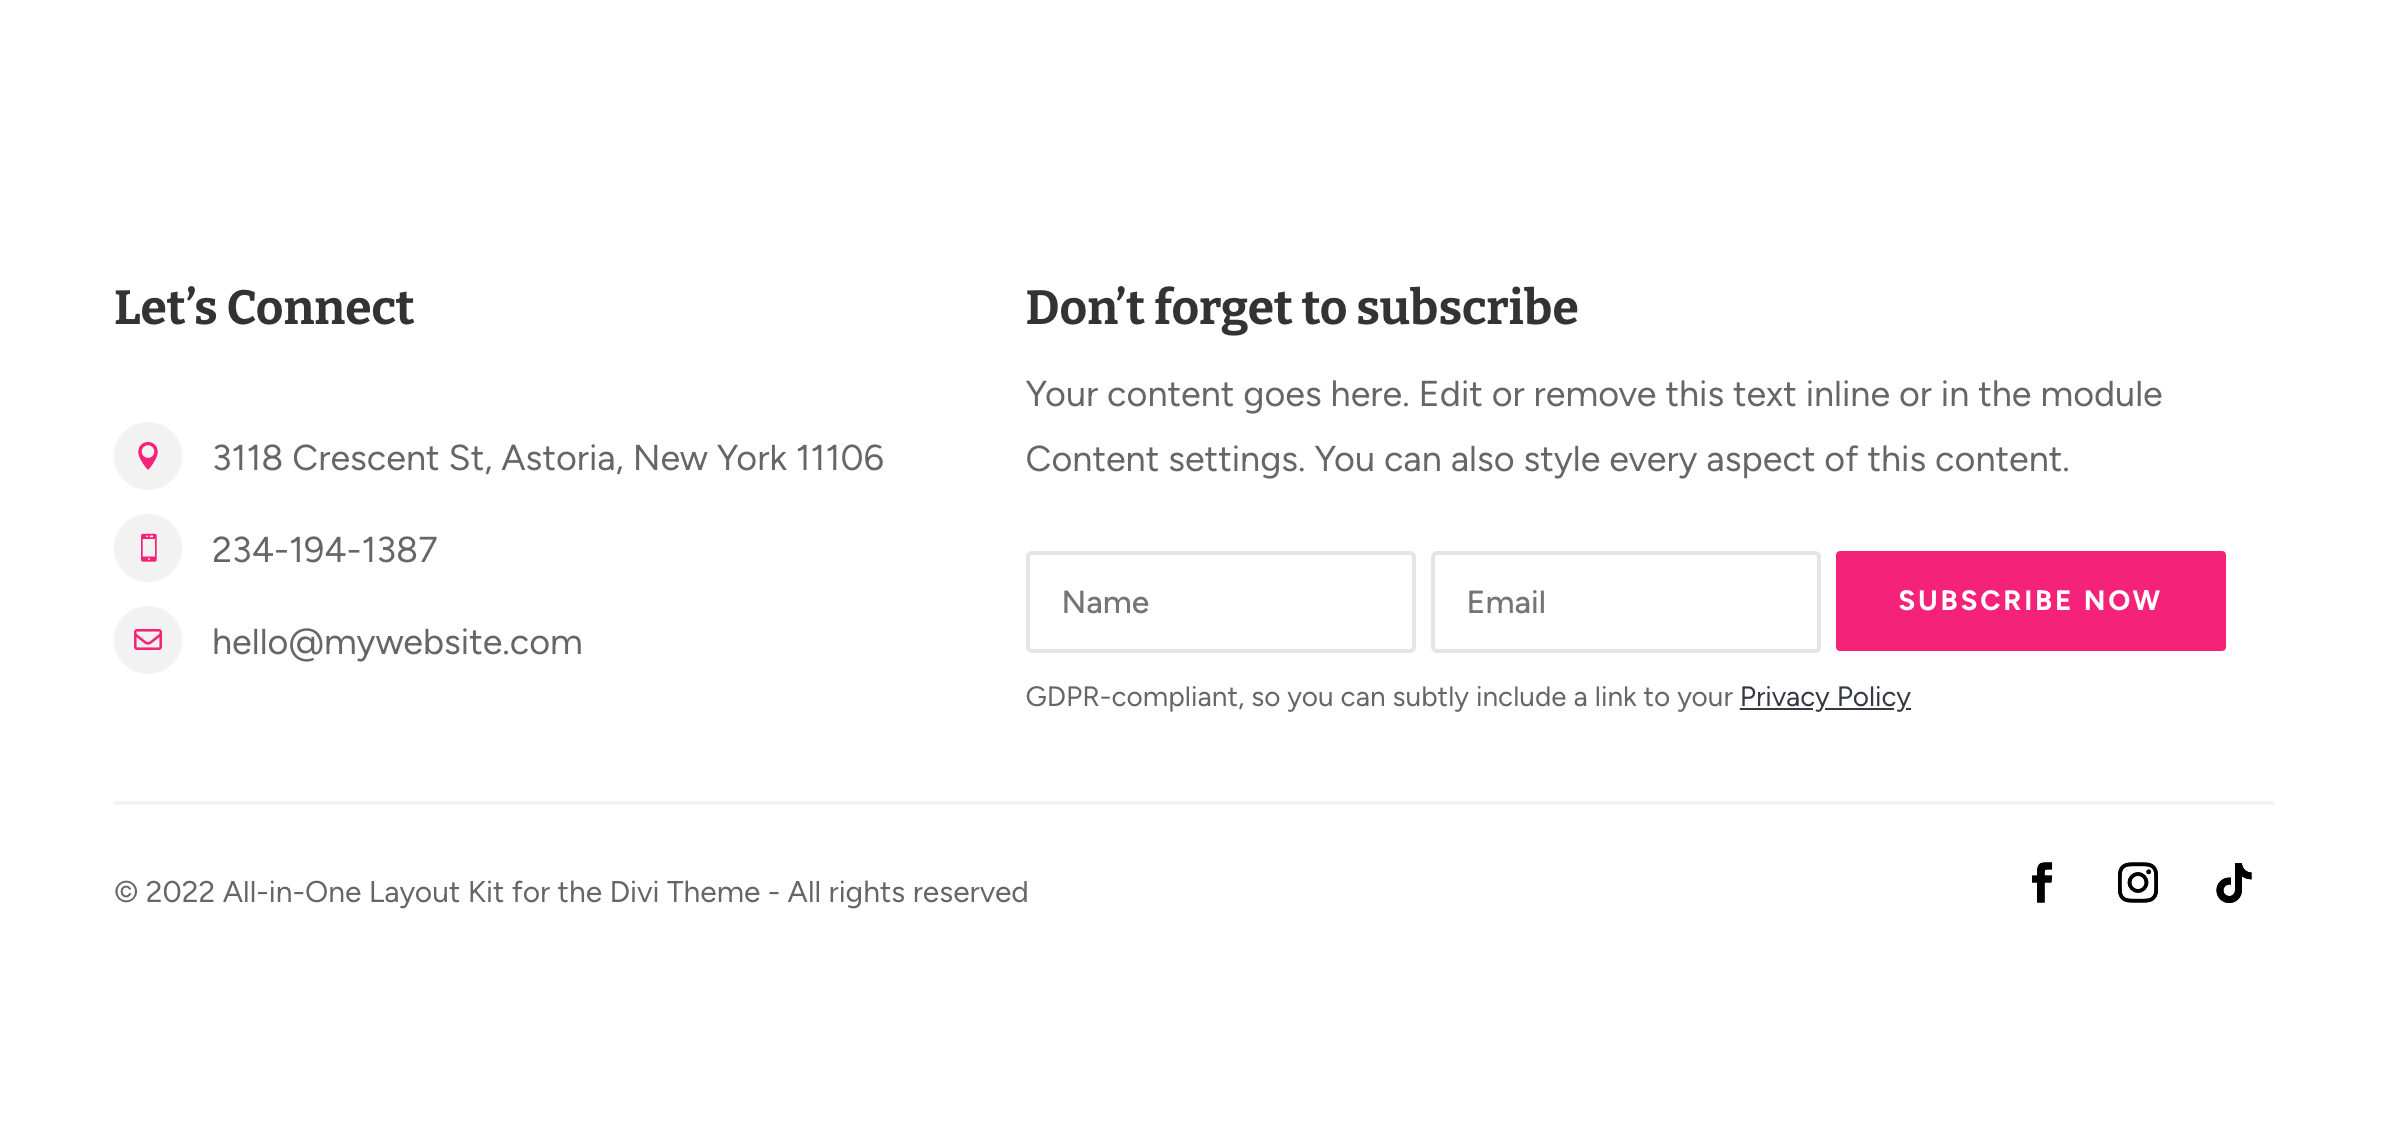 Let’s Connect
3118 Crescent St, Astoria, New York 11106
234-194-1387
hello@mywebsite.com
Don’t forget to subscribe
Your content goes here. Edit or remove this text inline or in the module
Content settings. You can also style every aspect of this content.
Name
Email
SUBSCRIBE NOW
GDPR-compliant, so you can subtly include a link to your Privacy Policy
© 2022 All-in-One Layout Kit for the Divi Theme - All rights reserved